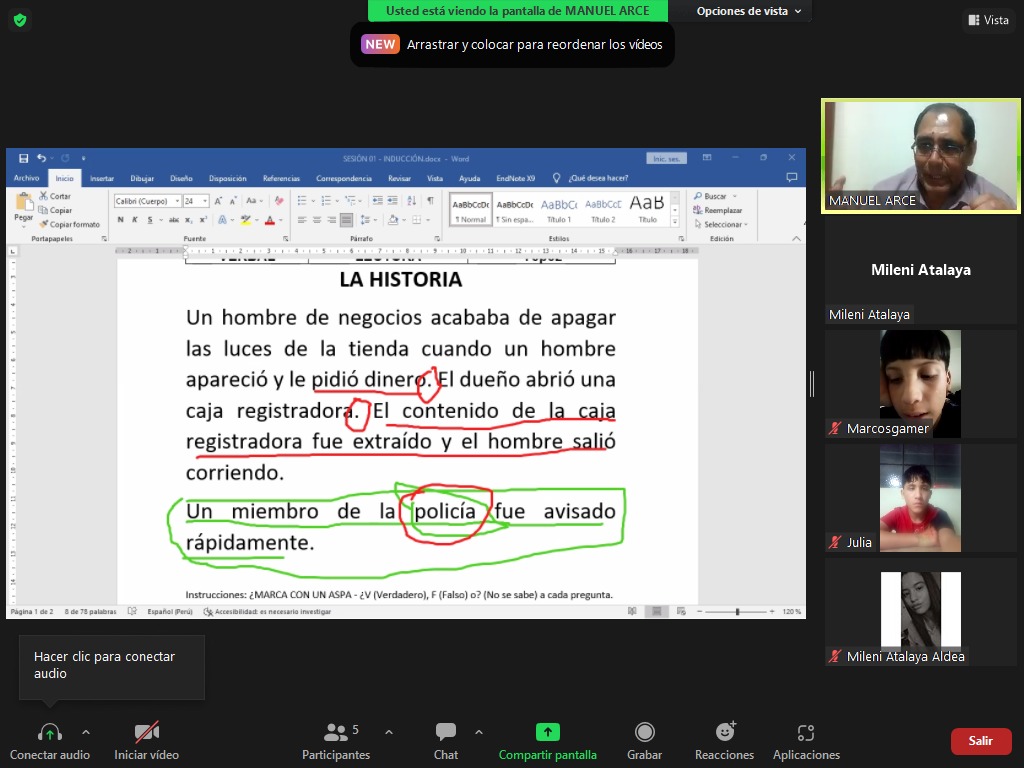 Usted está viendo la pantalla de MANUEL ARCE
Opciones de vista
Vista
NEW Arrastrar y colocar para reordenar los vídeos
SESIÓN 01 - INDUCCIÓN.docx - Word
Inic. ses.
Archivo Inicio Insertar Dibujar Diseño Disposición Referencias Correspondencia Revisar Vista Ayuda EndNote X9 ¿Qué desea hacer?
Pegar
Cortar
Copiar
Copiar formato
Portapapeles
Calibri (Cuerpo) 24
N K S abc
Fuente
Párrafo
AaBbCcDc AaBbCcDc AaBbCc AaBbCcC AaB
¶ Normal ¶ Sin espa... Título 1 Título 2 Título
Estilos
Buscar
Reemplazar
Seleccionar
Edición
VERBAL LECTORA
LA HISTORIA
Un hombre de negocios acababa de apagar
las luces de la tienda cuando un hombre
apareció y le pidió dinero. El dueño abrió una
caja registradora. El contenido de la caja
registradora fue extraído y el hombre salió
corriendo.
Un miembro de la policía fue avisado
rápidamente.
Instrucciones: ¿MARCA CON UN ASPA - ¿V (Verdadero), F (Falso) o? (No se sabe) a cada pregunta.
Página 1 de 2 8 de 78 palabras Español (Perú) Accesibilidad: es necesario investigar 120 %
MANUEL ARCE
Mileni Atalaya
Mileni Atalaya
Marcosgamer
Julia
Mileni Atalaya Aldea
Hacer clic para conectar
audio
Conectar audio
Iniciar vídeo
5
Participantes
Chat
Compartir pantalla
Grabar
Reacciones
Aplicaciones
Salir